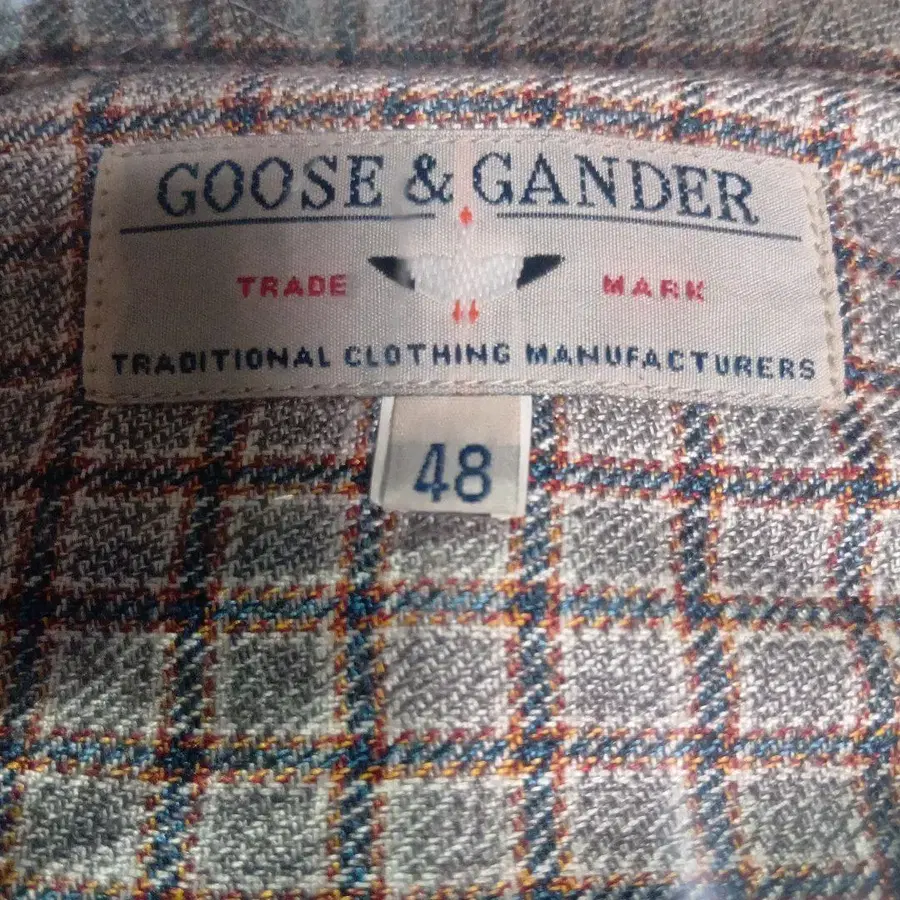 GOOSE & GANDER
TRADE MARK
TRADITIONAL CLOTHING MANUFACTURERS
48